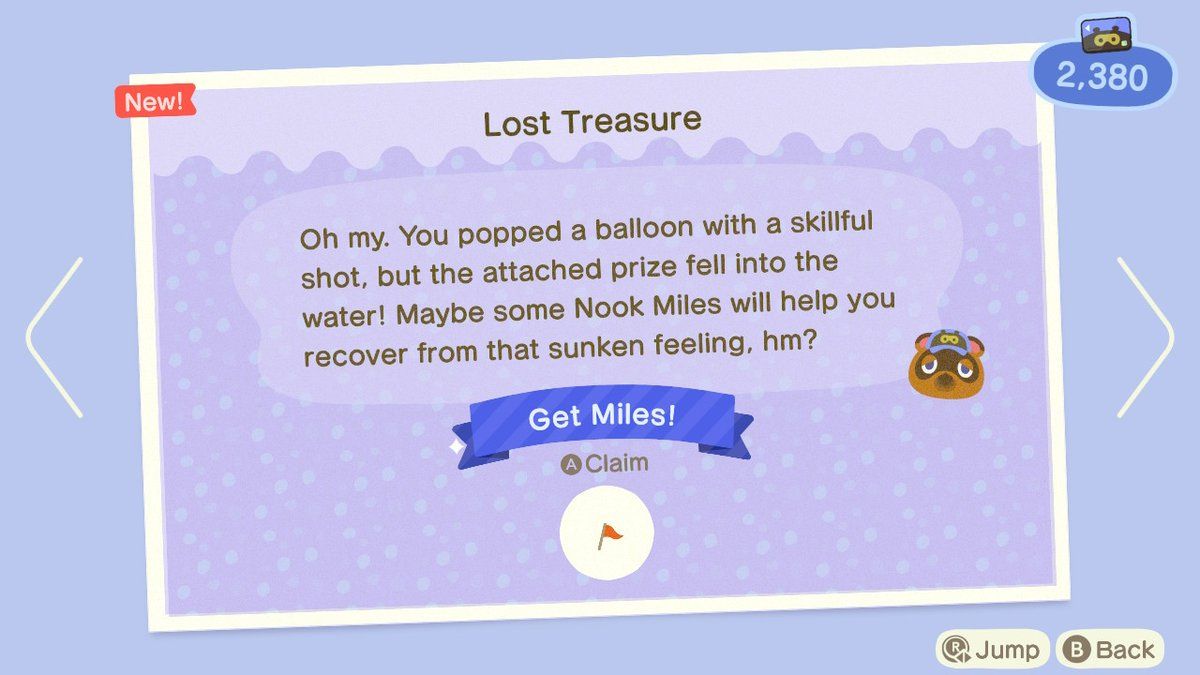 New!
2,380
Lost Treasure
Oh my. You popped a balloon with a skillful
shot, but the attached prize fell into the
water! Maybe some Nook Miles will help you
recover from that sunken feeling, hm?
Get Miles!
A Claim
R Jump
B Back